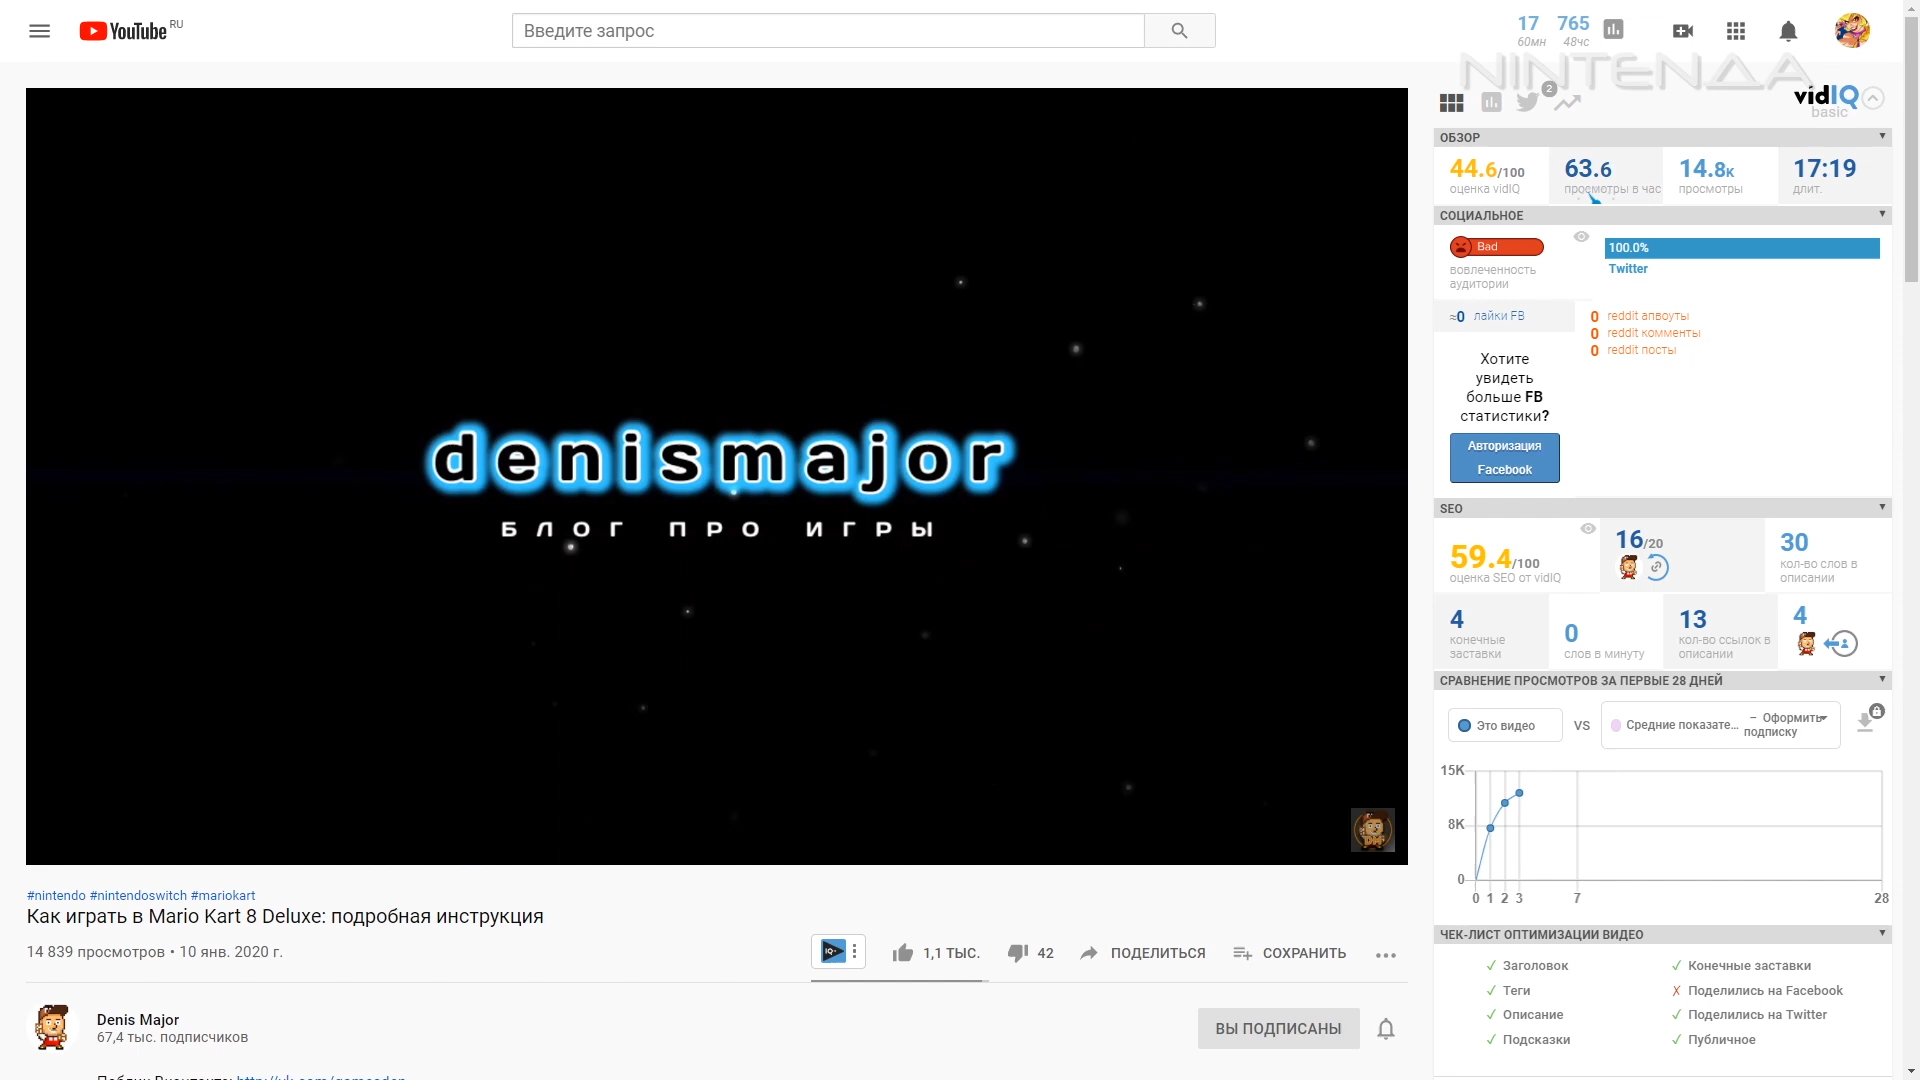 YouTube RU
Введите запрос
17 765
60мн 48чс
NINTENДА
2
vidIQ
basic
denismajor
БЛОГ ПРО ИГРЫ
#nintendo #nintendoswitch #mariokart
Как играть в Mario Kart 8 Deluxe: подробная инструкция
14 839 просмотров • 10 янв. 2020 г.
1,1 ТЫС. 42 ПОДЕЛИТЬСЯ СОХРАНИТЬ
Denis Major
67,4 тыс. подписчиков
ВЫ ПОДПИСАНЫ
Паблик Вконтакте: http://vk.com/gamesden
ОБЗОР
44.6/100 63.6 14.8к 17:19
оценка vidIQ просмотры в час просмотры длит.
СОЦИАЛЬНОЕ
Bad
вовлеченность
аудитории
100.0%
Twitter
≈0 лайки FB
0 reddit апвоуты
0 reddit комменты
0 reddit посты
Хотите
увидеть
больше FB
статистики?
Авторизация
Facebook
SEO
59.4/100 16/20 30
оценка SEO от vidIQ
кол-во слов в
описании
4 0 13 4
конечные
заставки
слов в минуту
кол-во ссылок в
описании
СРАВНЕНИЕ ПРОСМОТРОВ ЗА ПЕРВЫЕ 28 ДНЕЙ
Это видео VS Средние показате... – Оформить
подписку
15K
8K
0
0 1 2 3 7 28
ЧЕК-ЛИСТ ОПТИМИЗАЦИИ ВИДЕО
✓ Заголовок ✓ Конечные заставки
✓ Теги ✗ Поделились на Facebook
✓ Описание ✓ Поделились на Twitter
✓ Подсказки ✓ Публичное